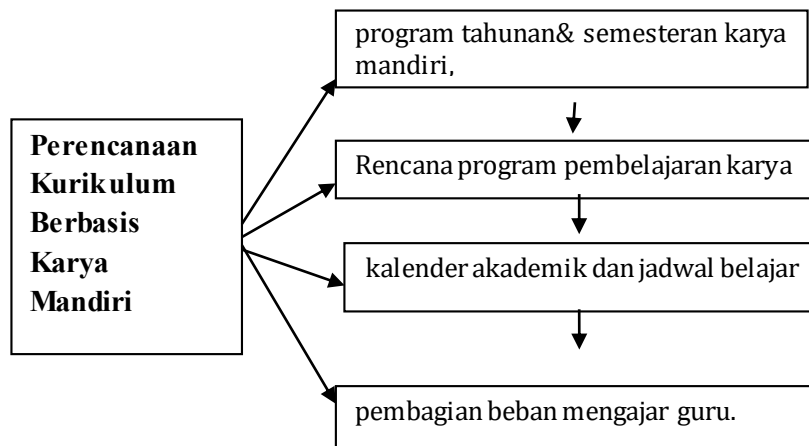 Perencanaan
Kurikulum
Berbasis
Karya
Mandiri
program tahunan& semesteran karya
mandiri,
Rencana program pembelajaran karya
kalender akademik dan jadwal belajar
pembagian beban mengajar guru.